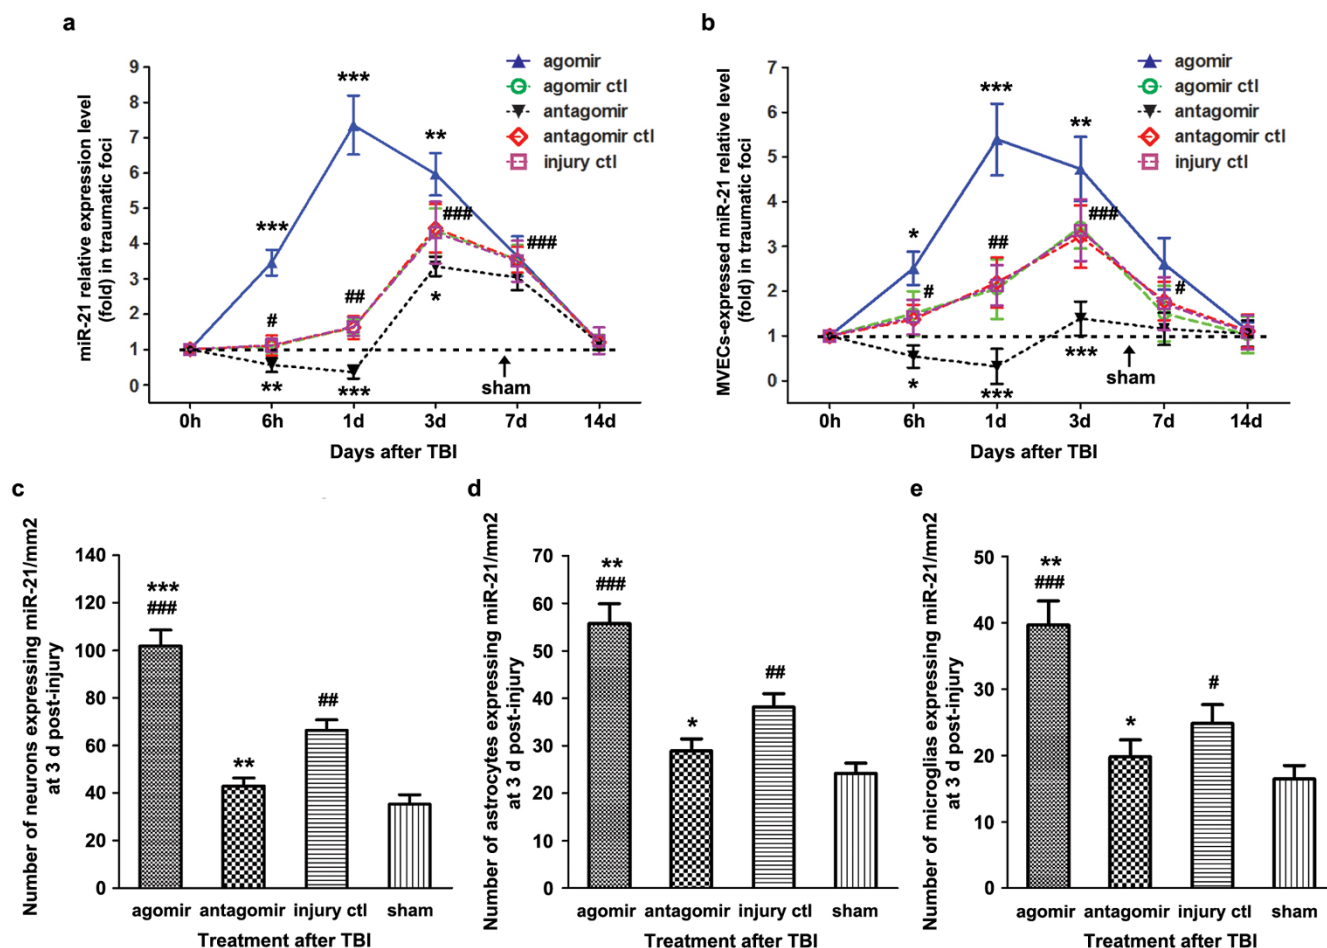 a
miR-21 relative expression level
(fold) in traumatic foci
9
8
7
6
5
4
3
2
1
0
***
***
**
###
###
##
#
*
**
***
sham
agomir
agomir ctl
antagomir
antagomir ctl
injury ctl
0h
6h
1d
3d
7d
14d
Days after TBI
b
MVECs-expressed miR-21 relative level
(fold) in traumatic foci
7
6
5
4
3
2
1
0
***
**
*
##
###
#
#
*
***
***
sham
agomir
agomir ctl
antagomir
antagomir ctl
injury ctl
0h
6h
1d
3d
7d
14d
Days after TBI
c
Number of neurons expressing miR-21/mm2
at 3 d post-injury
140
120
100
80
60
40
20
0
***
###
**
##
agomir
antagomir
injury ctl
sham
Treatment after TBI
d
Number of astrocytes expressing miR-21/mm2
at 3 d post-injury
70
60
50
40
30
20
10
0
**
###
*
##
agomir
antagomir
injury ctl
sham
Treatment after TBI
e
Number of microglias expressing miR-21/mm2
at 3 d post-injury
50
40
30
20
10
0
**
###
*
#
agomir
antagomir
injury ctl
sham
Treatment after TBI